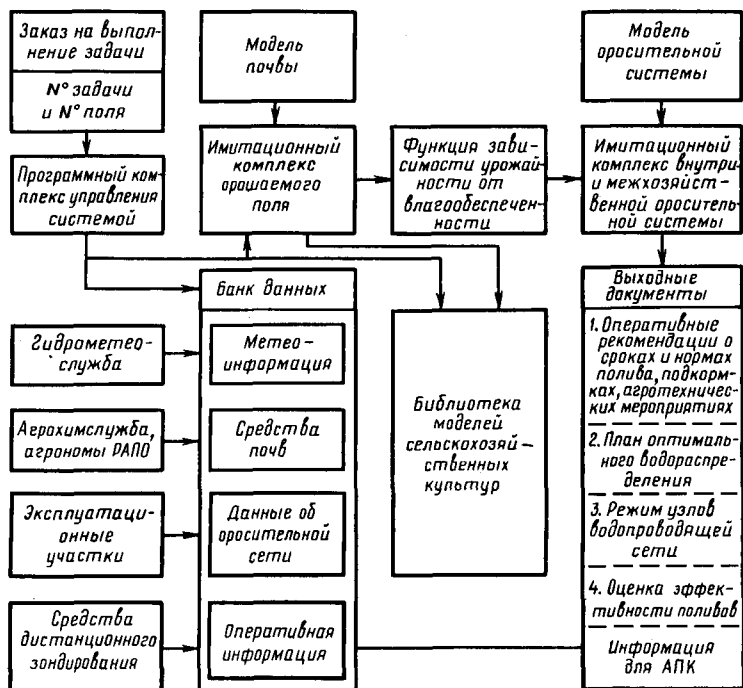 Заказ на выпол-
нение задачи
N° задачи
и N° поля
Модель
почвы
Модель
оросительной
системы
Программный ком-
плекс управления
системой
Имитационный
комплекс
орошаемого
поля
Функция зави-
симости урожай-
ности от
влагообеспечен-
ности
Имитационный
комплекс внутри-
и межхозяйст-
венной ороситель-
ной системы
Банк данных
Гидрометео-
служба
Метео-
информация
Агрохимслужба,
агрономы РАПО
Средства
почв
Эксплуатаци-
онные
участки
Данные об
оросительной
сети
Средства
дистанционного
зондирования
Оперативная
информация
Библиотека
моделей
сельскохозяй-
ственных
культур
Выходные
документы
1. Оперативные
рекомендации о
сроках и нормах
полива, подкорм-
ках, агротехничес-
ких мероприятиях
2. План оптималь-
ного водораспре-
деления
3. Режим узлов
водопроводящей
сети
4. Оценка эффек-
тивности поливов
Информация
для АПК